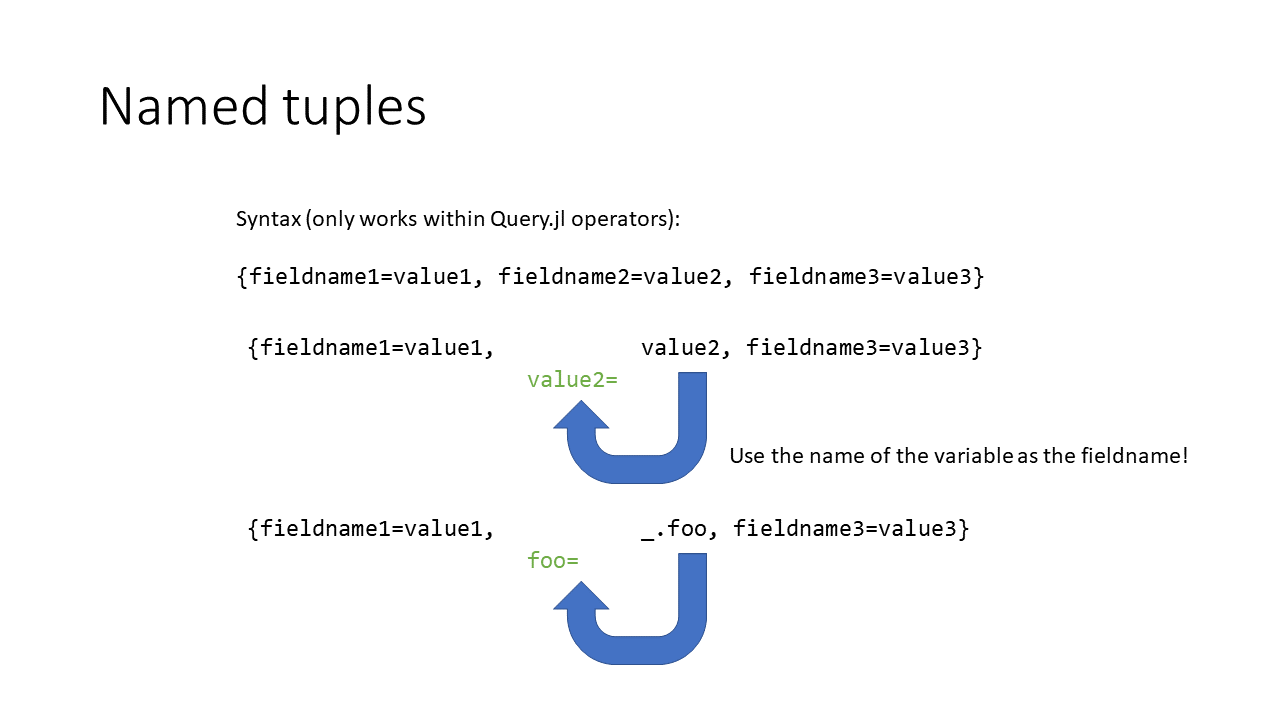 Named tuples
Syntax (only works within Query.jl operators):
{fieldname1=value1, fieldname2=value2, fieldname3=value3}
{fieldname1=value1, value2, fieldname3=value3}
value2=
Use the name of the variable as the fieldname!
{fieldname1=value1, _.foo, fieldname3=value3}
foo=